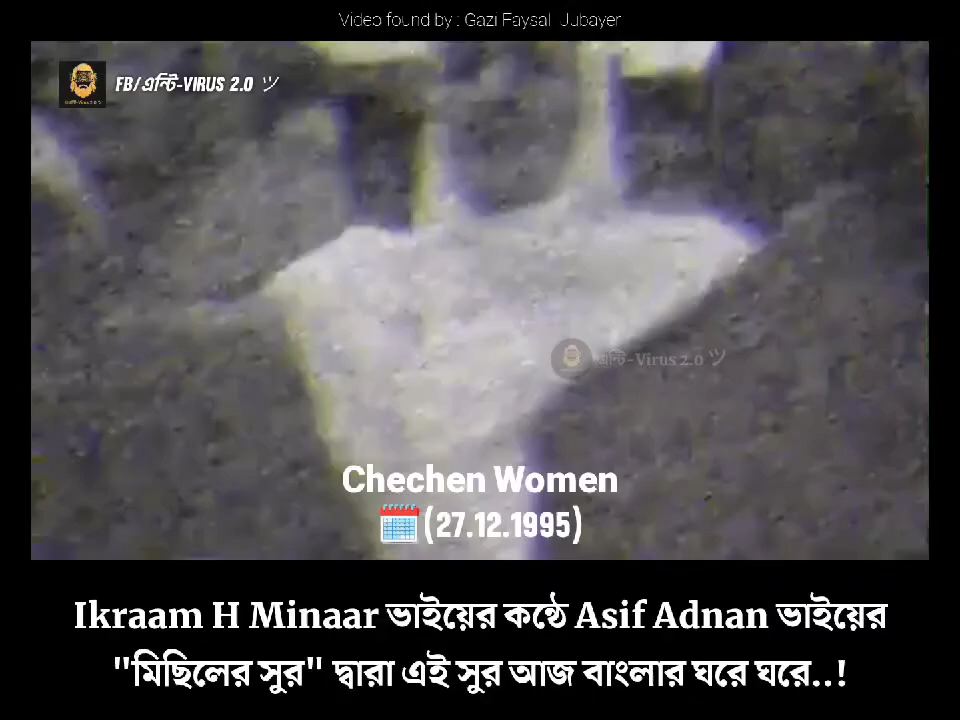 Video found by : Gazi Faysal Jubayer
FB/এন্টি-VIRUS 2.0 ツ
এন্টি-Virus 2.0 ツ
Chechen Women
(27.12.1995)
Ikraam H Minaar ভাইয়ের কন্ঠে Asif Adnan ভাইয়ের
"মিছিলের সুর" দ্বারা এই সুর আজ বাংলার ঘরে ঘরে..!